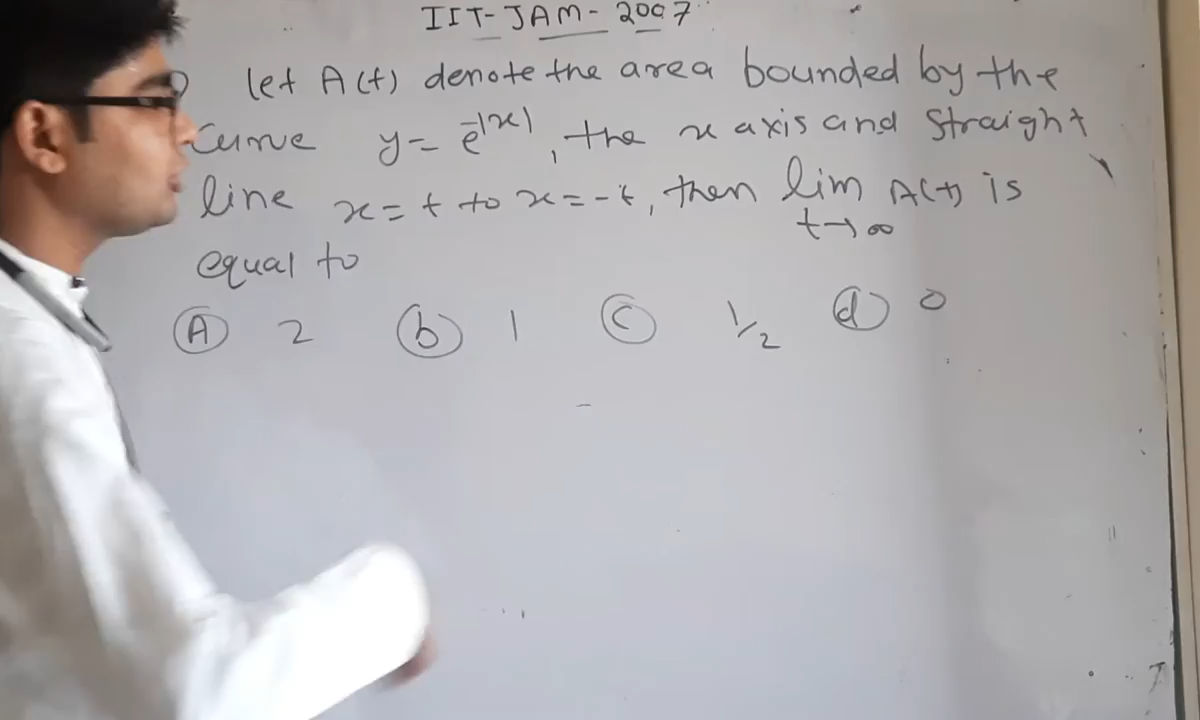 IIT-JAM-2007
let A(t) denote the area bounded by the
curve y = e^-|x|, the x axis and straight
line x = t to x = -t, then lim A(t) is
t→∞
equal to
(A) 2 (b) 1 (c) 1/2 (d) 0